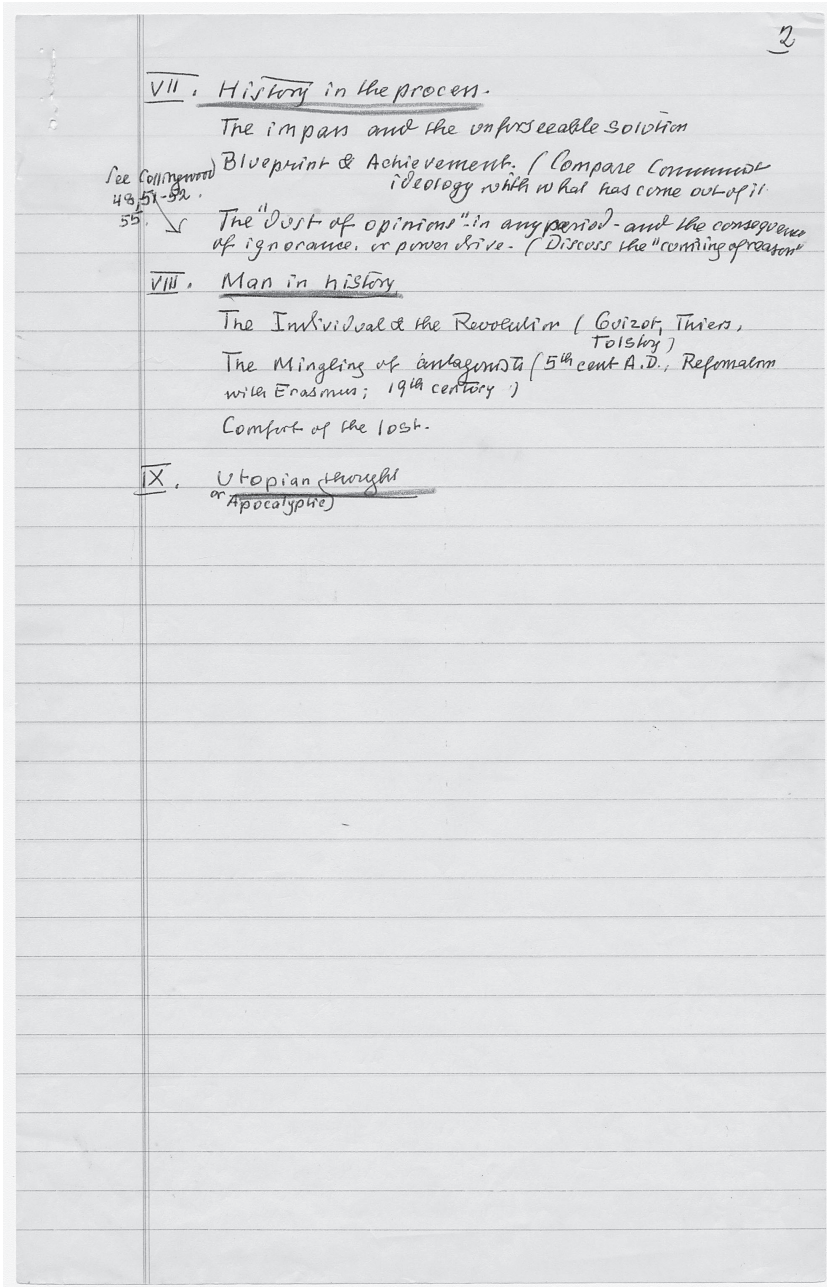 2
VII. History in the process.
The impass and the unforseeable solution
Blueprint & Achievement. (Compare Communist
ideology with what has come out of it.
See Collingwood)
48, 51-52.
55.
The "dust of opinions" in any period - and the consequence
of ignorance, or power drive. (Discuss the "cunning of reason"
VIII. Man in history
The Individual & the Revolution (Guizot, Thiers,
Tolstoy)
The Mingling of antagonists (5th cent A.D., Reformation
with Erasmus; 19th century)
Comfort of the lost.
IX. Utopian thought
or Apocalyptic)